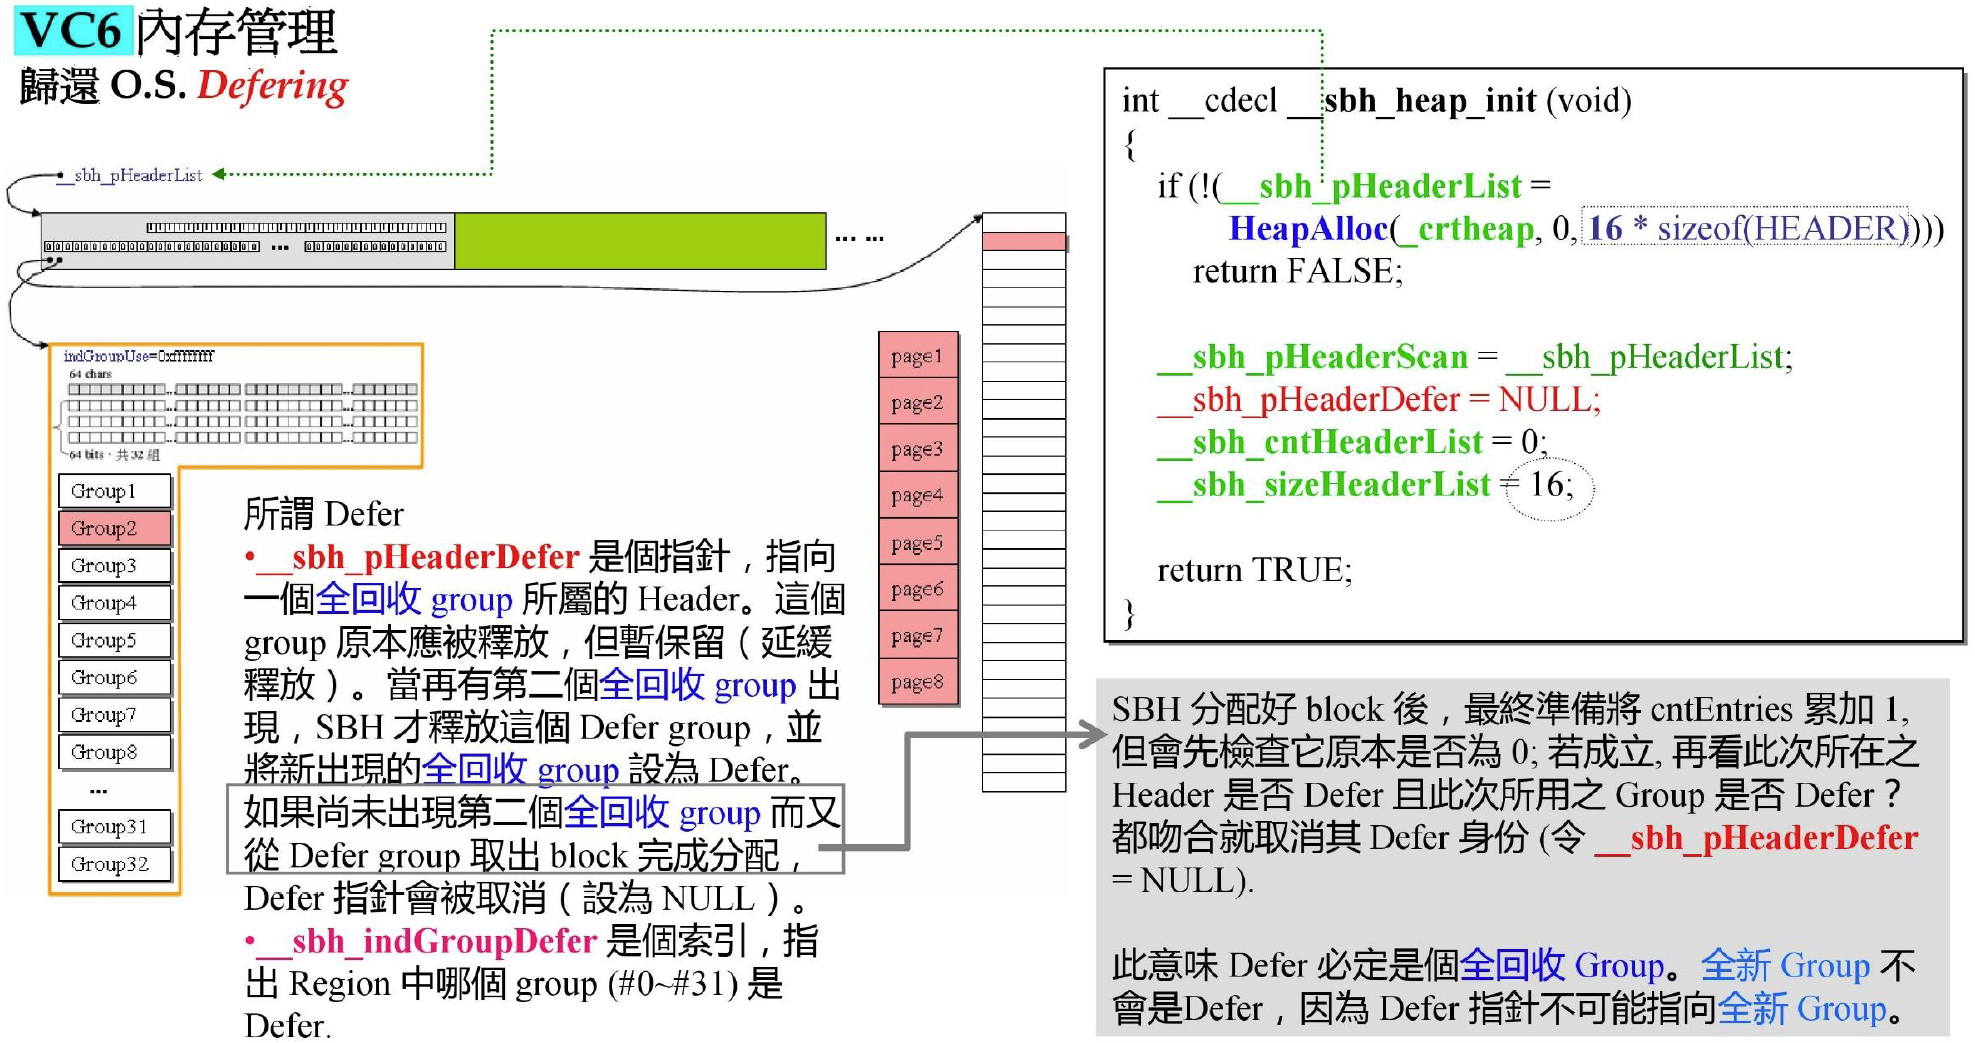 VC6 內存管理
歸還 O.S. Defering
__sbh_pHeaderList
... ...
...
indGroupUse=0xffffffff
64 chars
64 bits，共32組
Group1
Group2
Group3
Group4
Group5
Group6
Group7
Group8
...
Group31
Group32
所謂 Defer
•__sbh_pHeaderDefer 是個指針，指向
一個全回收 group 所屬的 Header。這個
group 原本應被釋放，但暫保留（延緩
釋放）。當再有第二個全回收 group 出
現，SBH 才釋放這個 Defer group，並
將新出現的全回收 group 設為 Defer。
如果尚未出現第二個全回收 group 而又
從 Defer group 取出 block 完成分配，
Defer 指針會被取消（設為 NULL）。
•__sbh_indGroupDefer 是個索引，指
出 Region 中哪個 group (#0~#31) 是
Defer.
page1
page2
page3
page4
page5
page6
page7
page8
int __cdecl __sbh_heap_init (void)
{
if (!(__sbh_pHeaderList =
HeapAlloc(_crtheap, 0, 16 * sizeof(HEADER))))
return FALSE;
__sbh_pHeaderScan = __sbh_pHeaderList;
__sbh_pHeaderDefer = NULL;
__sbh_cntHeaderList = 0;
__sbh_sizeHeaderList = 16;
return TRUE;
}
SBH 分配好 block 後，最終準備將 cntEntries 累加 1,
但會先檢查它原本是否為 0; 若成立, 再看此次所在之
Header 是否 Defer 且此次所用之 Group 是否 Defer？
都吻合就取消其 Defer 身份 (令 __sbh_pHeaderDefer
= NULL).
此意味 Defer 必定是個全回收 Group。全新 Group 不
會是Defer，因為 Defer 指針不可能指向全新 Group。